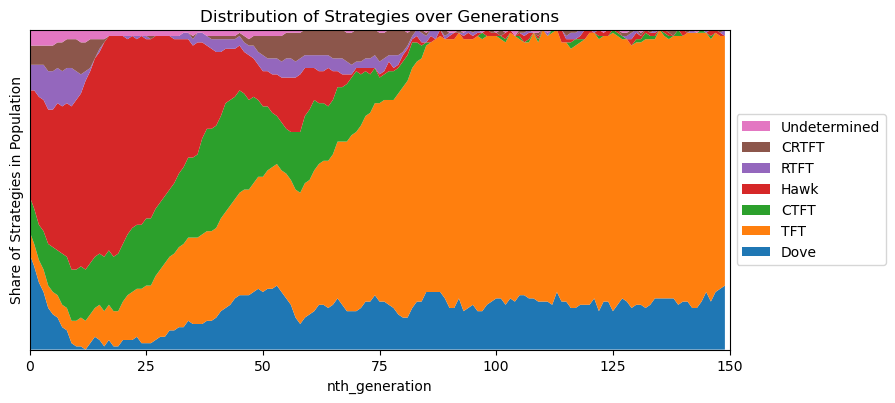 Distribution of Strategies over Generations
Share of Strategies in Population
Undetermined
CRTFT
RTFT
Hawk
CTFT
TFT
Dove
0 25 50 75 100 125 150
nth_generation